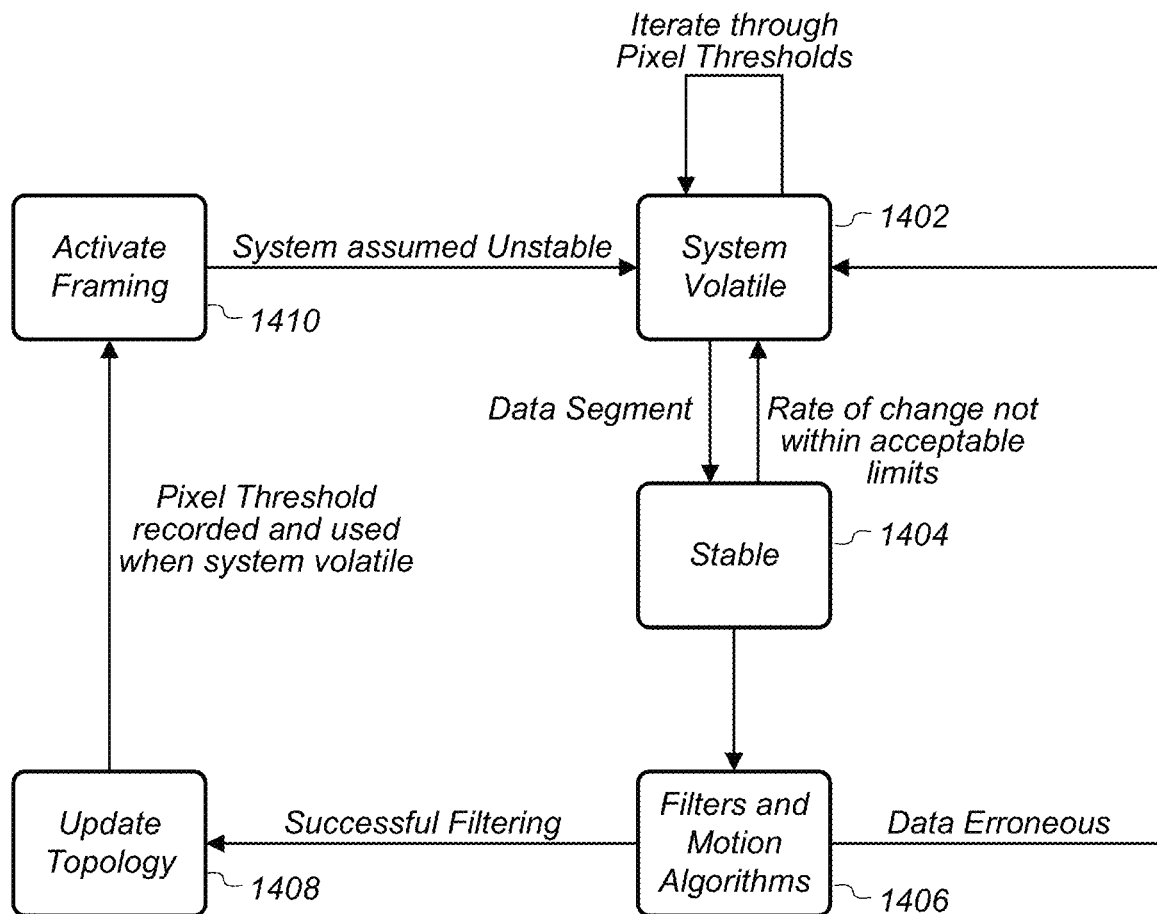 Iterate through
Pixel Thresholds
1402
Activate
Framing
System assumed Unstable
System
Volatile
1410
Data Segment
Rate of change not
within acceptable
limits
Pixel Threshold
recorded and used
when system volatile
Stable
1404
Update
Topology
Successful Filtering
Filters and
Motion
Algorithms
Data Erroneous
1408
1406